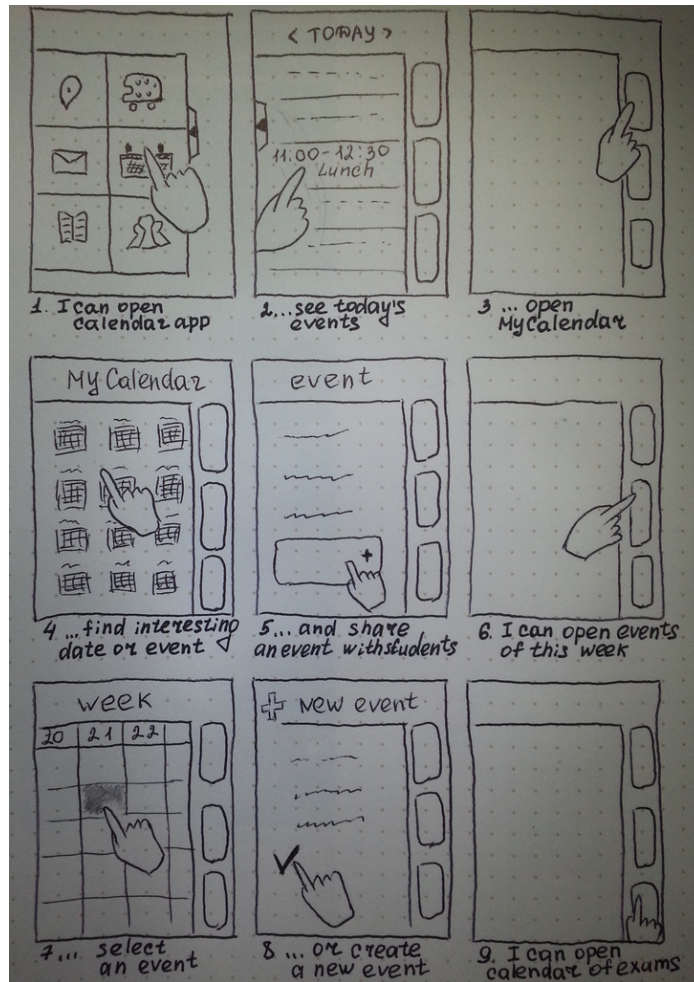 < TODAY >
11:00-12:30
Lunch
1. I can open
calendar app
2...see today's
events
3 ... open
MyCalendar
My Calendar
event
4 ...find interesting
date or event
5... and share
an event with students
6. I can open events
of this week
week
20 21 22
New event
7... select
an event
8 ... or create
a new event
9. I can open
calendar of exams